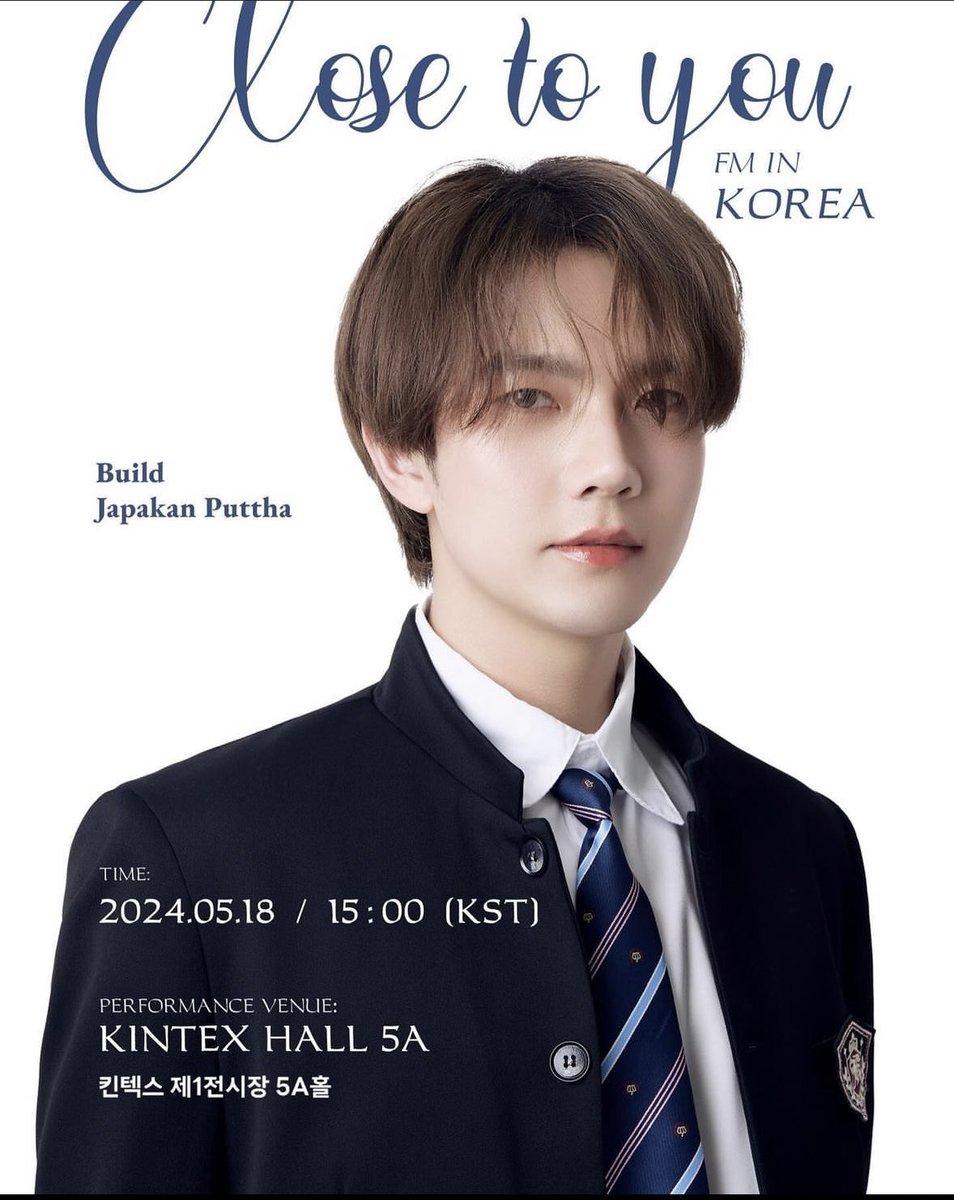 Close to you
FM IN
KOREA
Build
Japakan Puttha
TIME:
2024.05.18 / 15:00 (KST)
PERFORMANCE VENUE:
KINTEX HALL 5A
킨텍스 제1전시장 5A홀